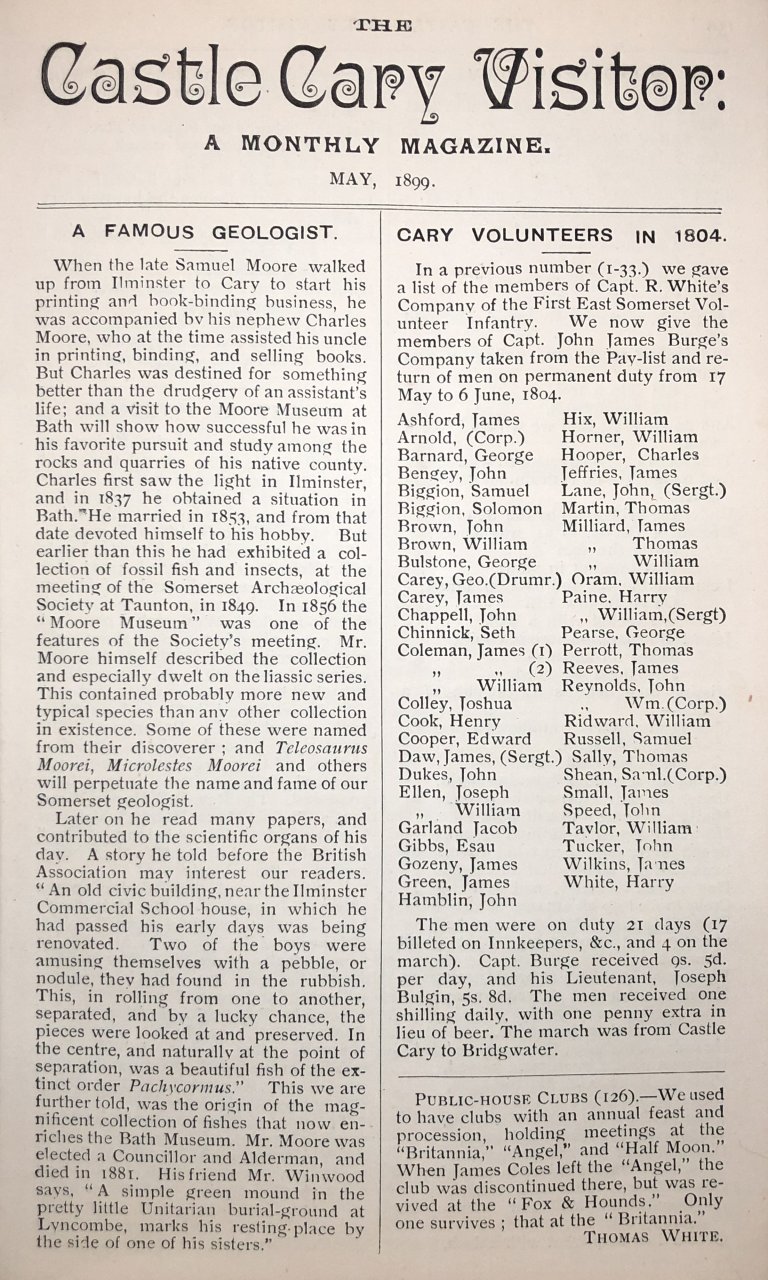 THE
Castle Cary Visitor:
A MONTHLY MAGAZINE.
MAY, 1899.
A FAMOUS GEOLOGIST.
When the late Samuel Moore walked
up from Ilminster to Cary to start his
printing and book-binding business, he
was accompanied by his nephew Charles
Moore, who at the time assisted his uncle
in printing, binding, and selling books.
But Charles was destined for something
better than the drudgery of an assistant's
life; and a visit to the Moore Museum at
Bath will show how successful he was in
his favorite pursuit and study among the
rocks and quarries of his native county.
Charles first saw the light in Ilminster,
and in 1837 he obtained a situation in
Bath. He married in 1853, and from that
date devoted himself to his hobby. But
earlier than this he had exhibited a col-
lection of fossil fish and insects, at the
meeting of the Somerset Archæological
Society at Taunton, in 1849. In 1856 the
"Moore Museum" was one of the
features of the Society's meeting. Mr.
Moore himself described the collection
and especially dwelt on the liassic series.
This contained probably more new and
typical species than any other collection
in existence. Some of these were named
from their discoverer ; and Teleosaurus
Moorei, Microlestes Moorei and others
will perpetuate the name and fame of our
Somerset geologist.
Later on he read many papers, and
contributed to the scientific organs of his
day. A story he told before the British
Association may interest our readers.
"An old civic building, near the Ilminster
Commercial School house, in which he
had passed his early days was being
renovated. Two of the boys were
amusing themselves with a pebble, or
nodule, they had found in the rubbish.
This, in rolling from one to another,
separated, and by a lucky chance, the
pieces were looked at and preserved. In
the centre, and naturally at the point of
separation, was a beautiful fish of the ex-
tinct order Pachycormus." This we are
further told, was the origin of the mag-
nificent collection of fishes that now en-
riches the Bath Museum. Mr. Moore was
elected a Councillor and Alderman, and
died in 1881. His friend Mr. Winwood
says, "A simple green mound in the
pretty little Unitarian burial-ground at
Lyncombe, marks his resting-place by
the side of one of his sisters."
CARY VOLUNTEERS IN 1804.
In a previous number (1-33.) we gave
a list of the members of Capt. R. White's
Company of the First East Somerset Vol-
unteer Infantry. We now give the
members of Capt. John James Burge's
Company taken from the Pay-list and re-
turn of men on permanent duty from 17
May to 6 June, 1804.
Ashford, James Hix, William
Arnold, (Corp.) Horner, William
Barnard, George Hooper, Charles
Bengey, John Jeffries, James
Biggion, Samuel Lane, John, (Sergt.)
Biggion, Solomon Martin, Thomas
Brown, John Milliard, James
Brown, William „ Thomas
Bulstone, George „ William
Carey, Geo.(Drumr.) Oram, William
Carey, James Paine, Harry
Chappell, John „ William,(Sergt)
Chinnick, Seth Pearse, George
Coleman, James (1) Perrott, Thomas
„ „ (2) Reeves, James
„ William Reynolds, John
Colley, Joshua „ Wm.(Corp.)
Cook, Henry Ridward, William
Cooper, Edward Russell, Samuel
Daw, James, (Sergt.) Sally, Thomas
Dukes, John Shean, Saml.(Corp.)
Ellen, Joseph Small, James
„ William Speed, John
Garland Jacob Taylor, William
Gibbs, Esau Tucker, John
Gozeny, James Wilkins, James
Green, James White, Harry
Hamblin, John
The men were on duty 21 days (17
billeted on Innkeepers, &c., and 4 on the
march). Capt. Burge received 9s. 5d.
per day, and his Lieutenant, Joseph
Bulgin, 5s. 8d. The men received one
shilling daily, with one penny extra in
lieu of beer. The march was from Castle
Cary to Bridgwater.
PUBLIC-HOUSE CLUBS (126).—We used
to have clubs with an annual feast and
procession, holding meetings at the
"Britannia," "Angel," and "Half Moon."
When James Coles left the "Angel," the
club was discontinued there, but was re-
vived at the "Fox & Hounds." Only
one survives ; that at the "Britannia."
THOMAS WHITE.